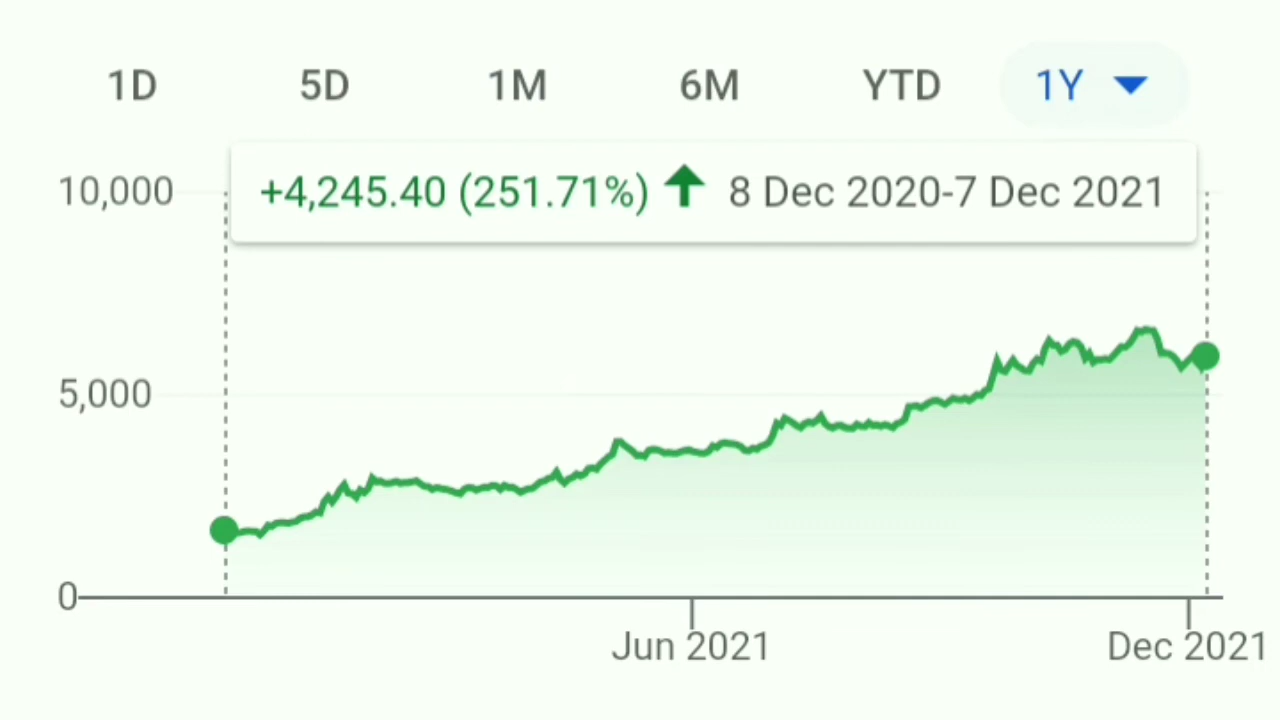 1D 5D 1M 6M YTD 1Y
+4,245.40 (251.71%) 8 Dec 2020-7 Dec 2021
10,000
5,000
0
Jun 2021 Dec 2021